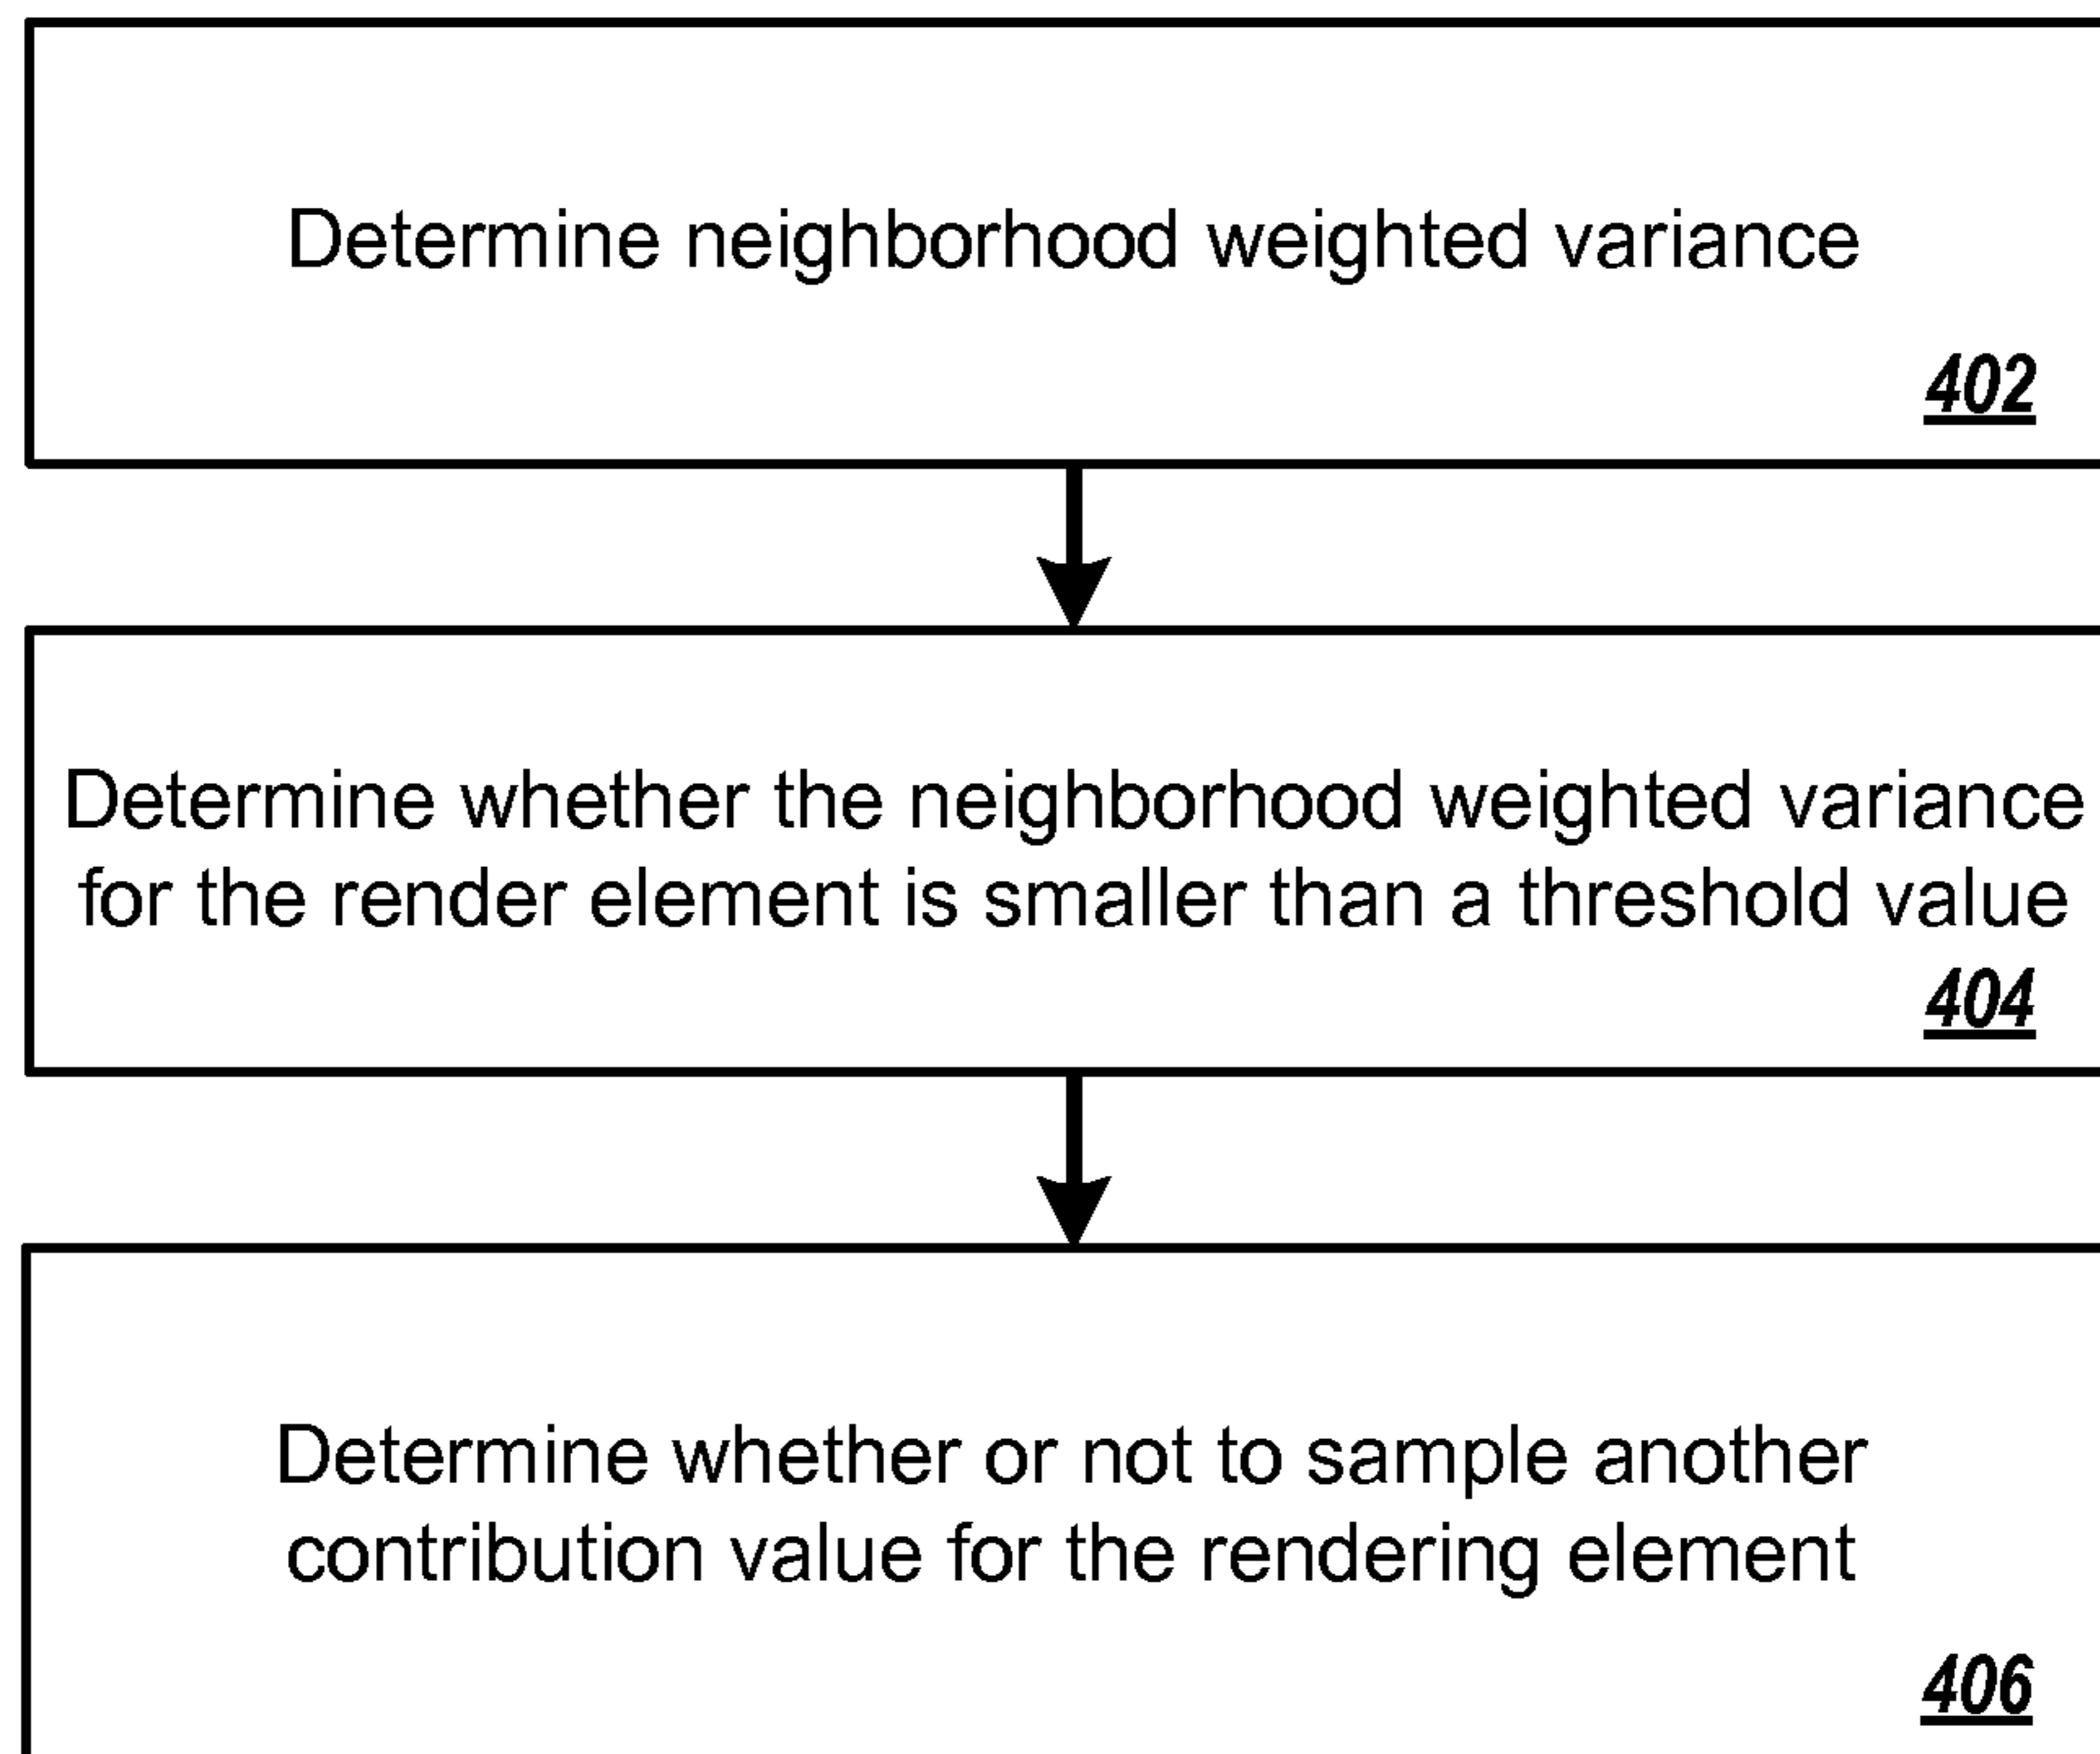 Determine neighborhood weighted variance
402
Determine whether the neighborhood weighted variance
for the render element is smaller than a threshold value
404
Determine whether or not to sample another
contribution value for the rendering element
406